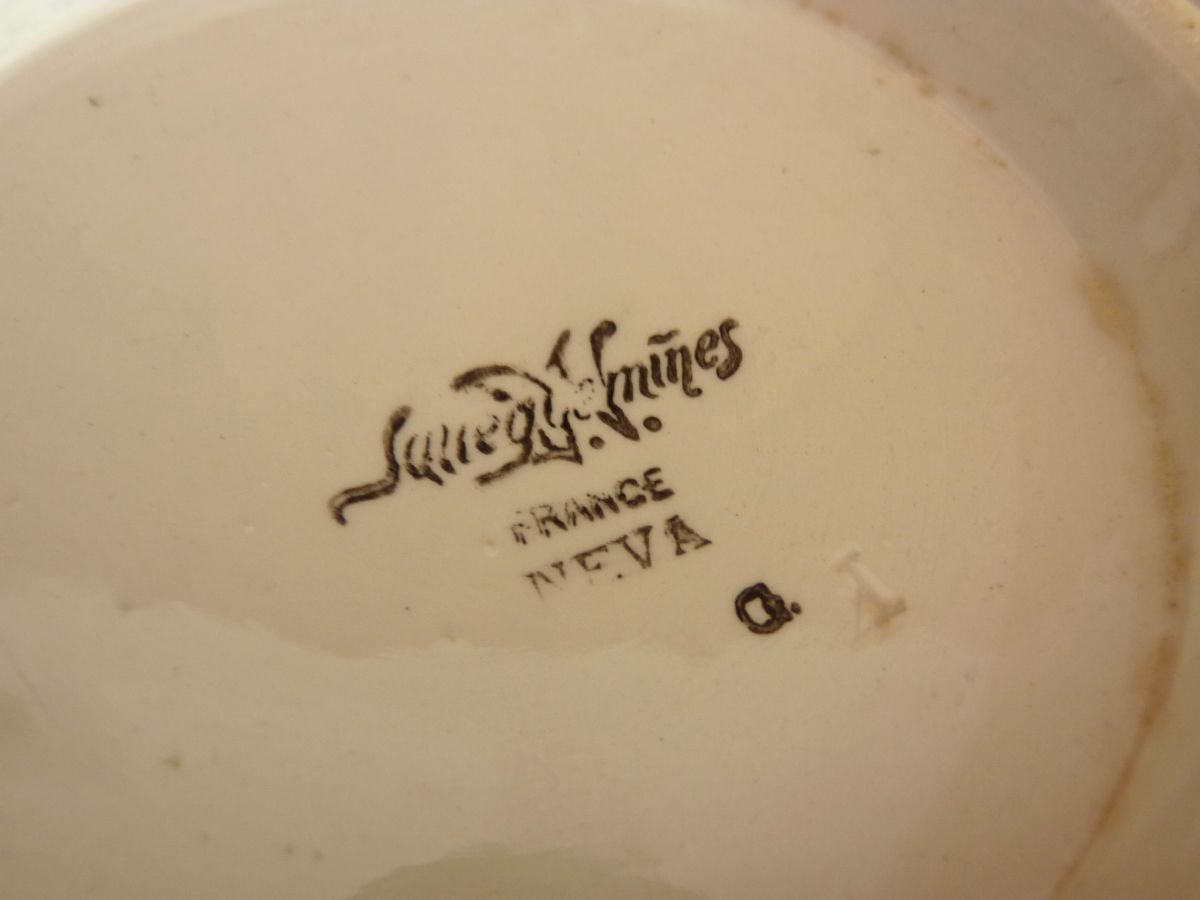 Sarreguemines
FRANCE
NEVA
a.